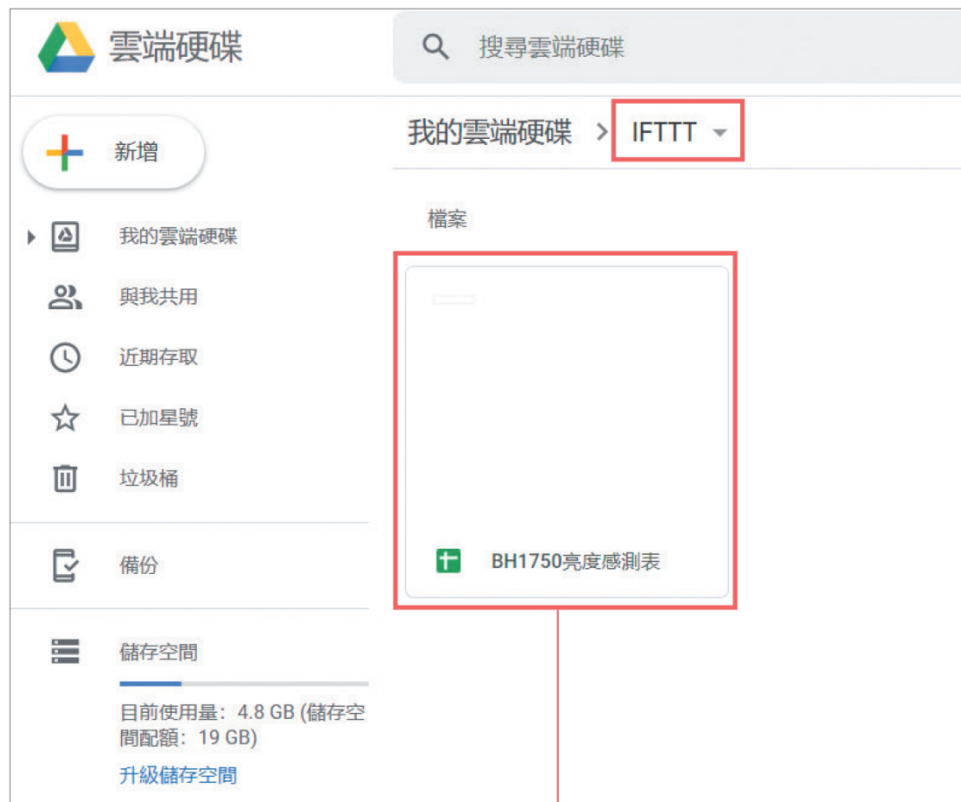 雲端硬碟
搜尋雲端硬碟
新增
我的雲端硬碟 > IFTTT
檔案
我的雲端硬碟
與我共用
近期存取
已加星號
垃圾桶
備份
BH1750亮度感測表
儲存空間
目前使用量：4.8 GB (儲存空
間配額：19 GB)
升級儲存空間